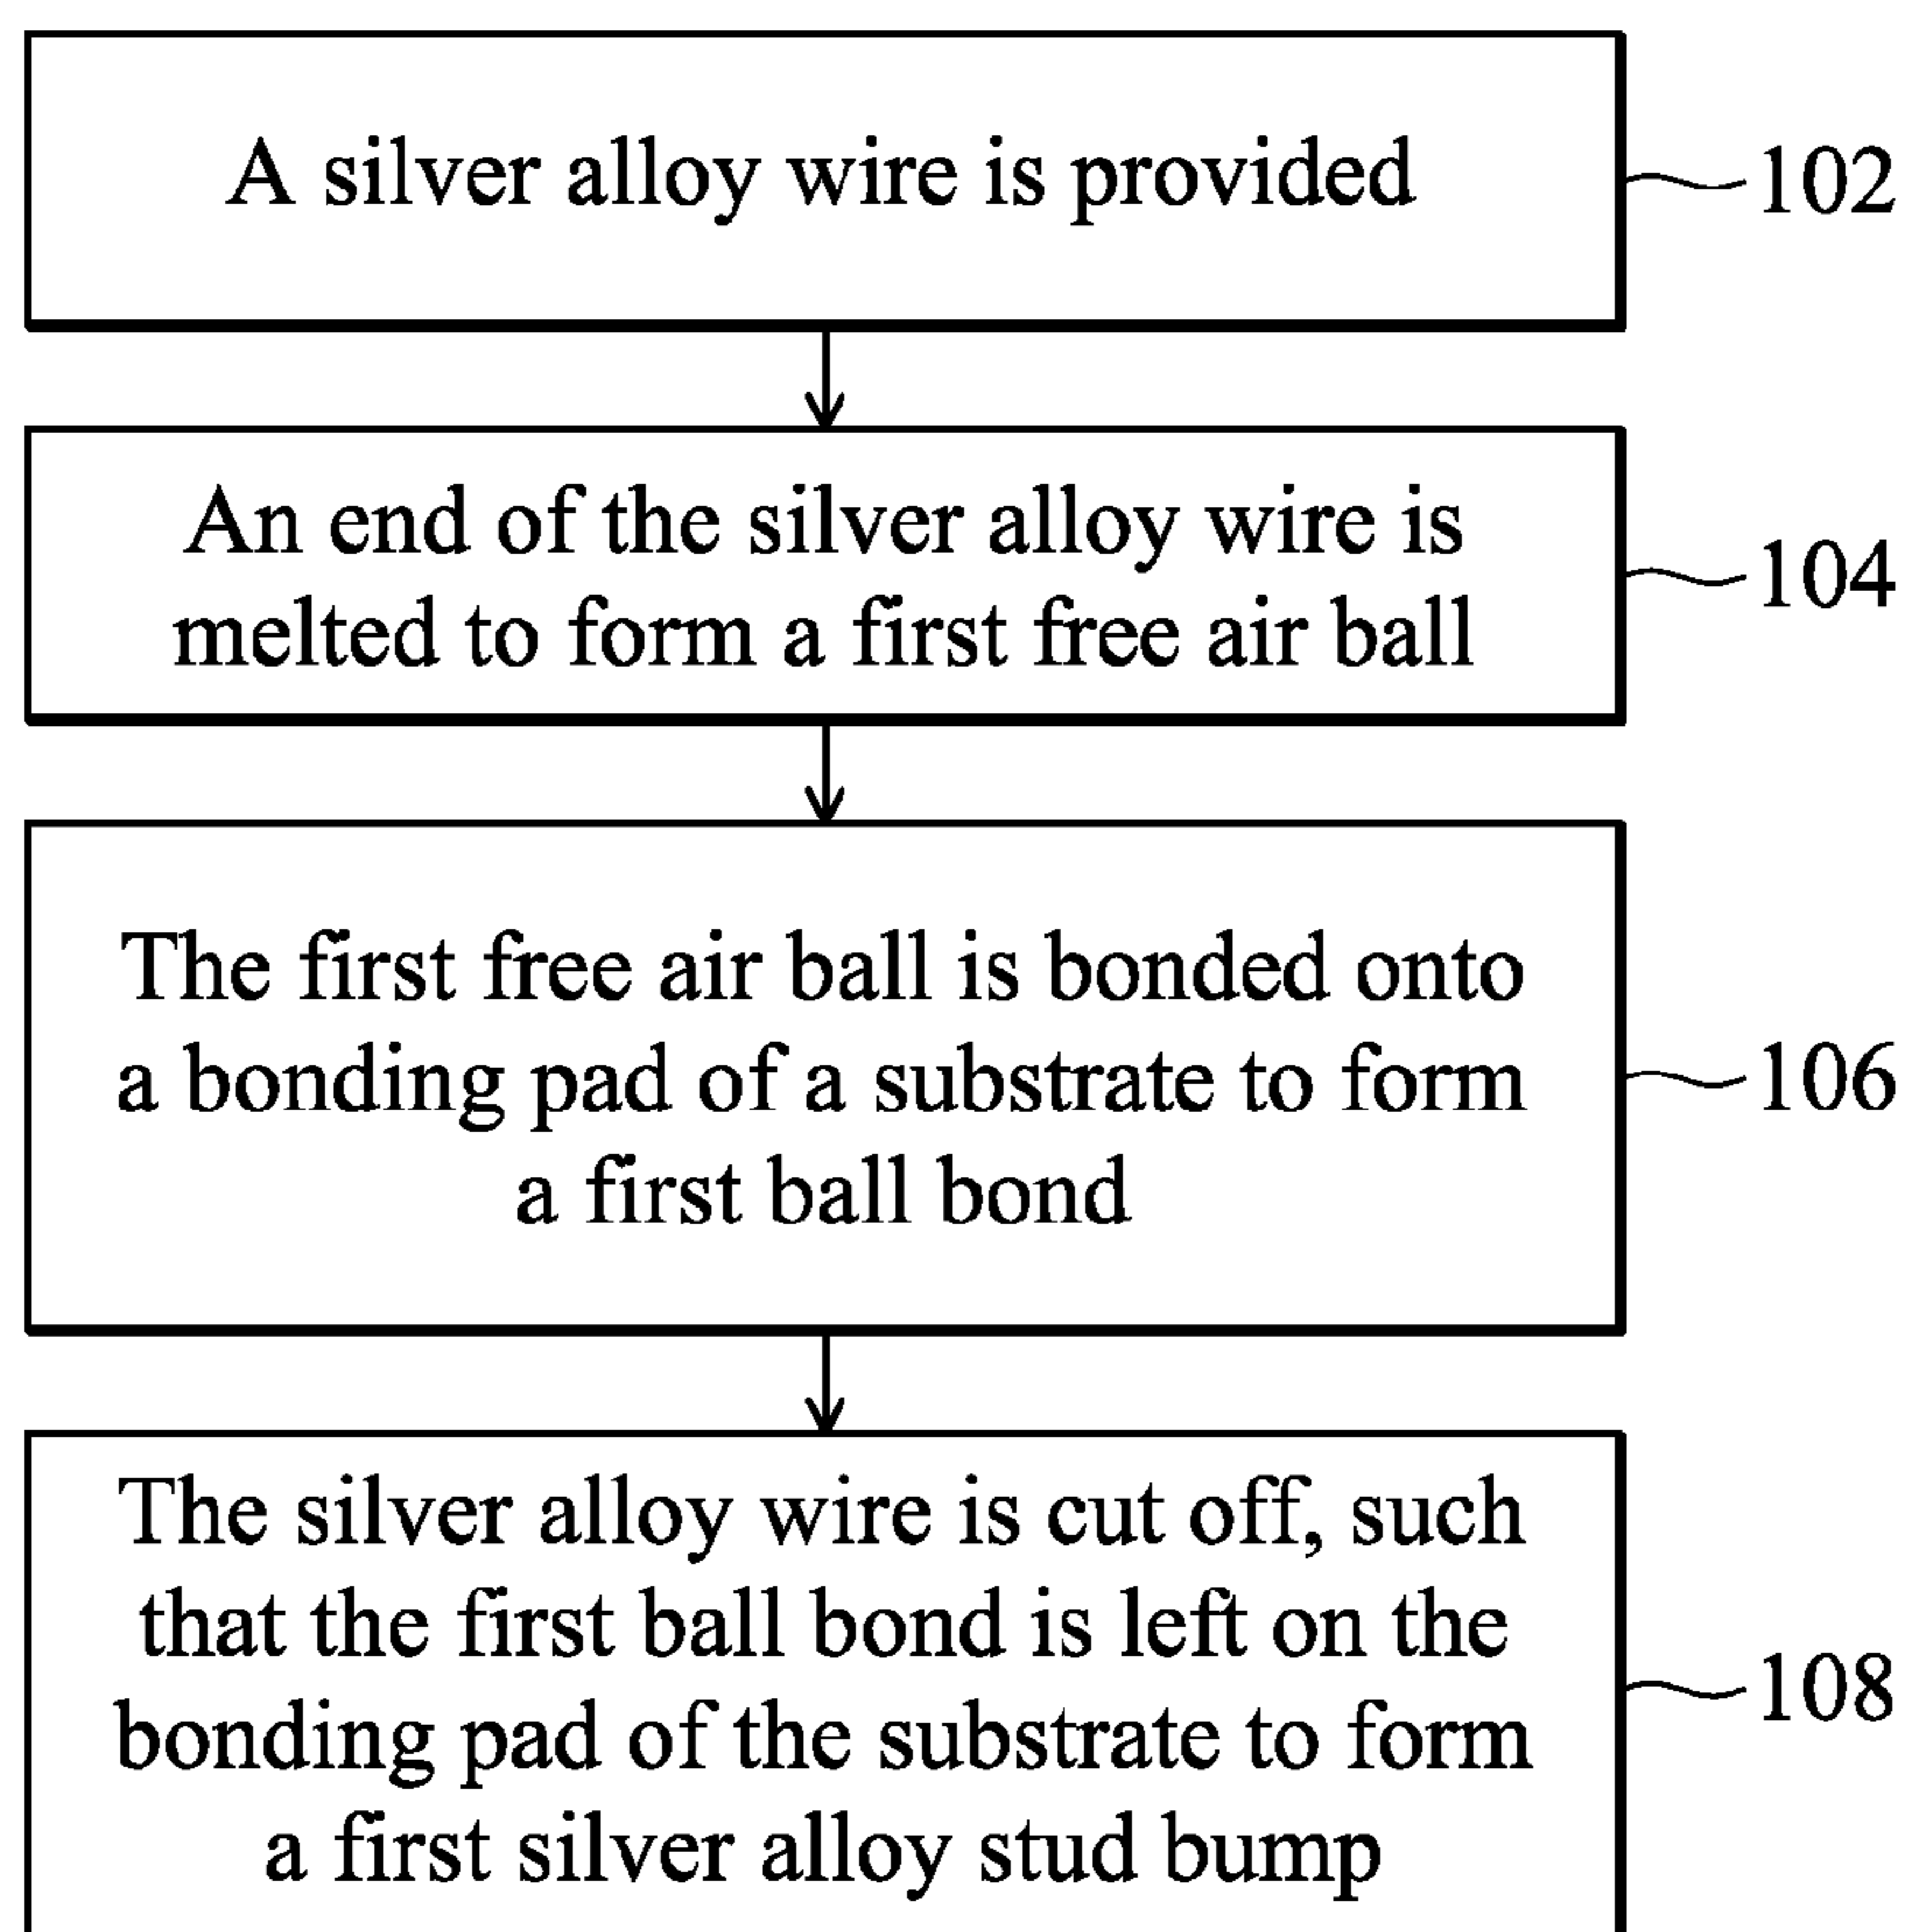 A silver alloy wire is provided
102
An end of the silver alloy wire is
melted to form a first free air ball
104
The first free air ball is bonded onto
a bonding pad of a substrate to form
a first ball bond
106
The silver alloy wire is cut off, such
that the first ball bond is left on the
bonding pad of the substrate to form
a first silver alloy stud bump
108